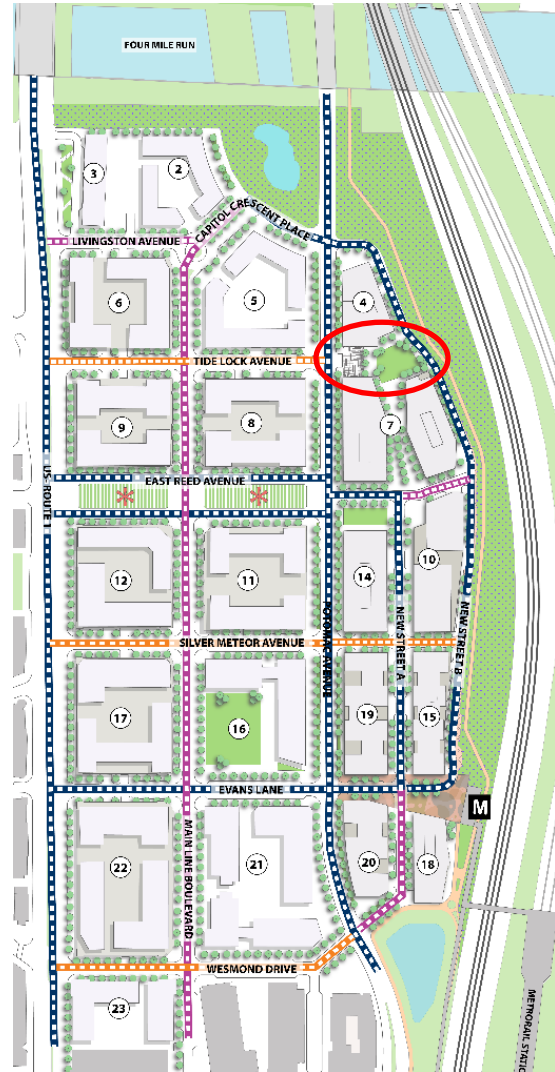 FOUR MILE RUN
3
2
CAPITOL CRESCENT PLACE
LIVINGSTON AVENUE
6
5
4
TIDE LOCK AVENUE
9
8
7
US- ROUTE 1
EAST REED AVENUE
12
11
14
10
POTOMAC AVENUE
NEW STREET A
NEW STREET B
SILVER METEOR AVENUE
17
16
19
15
EVANS LANE
M
MAIN LINE BOULEVARD
22
21
20
18
WESMOND DRIVE
23
METRORAIL STATIO